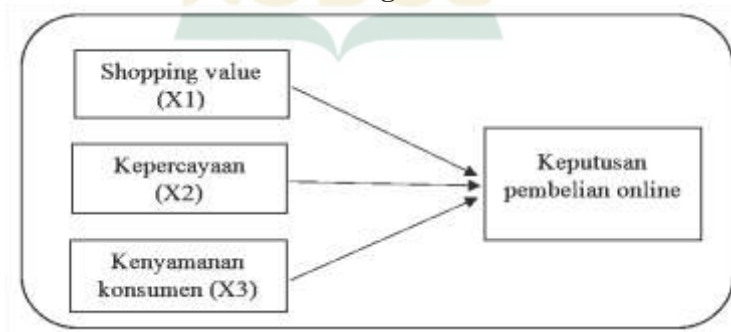 Shopping value
(X1)
Kepercayaan
(X2)
Kenyamanan
konsumen (X3)
Keputusan
pembelian online